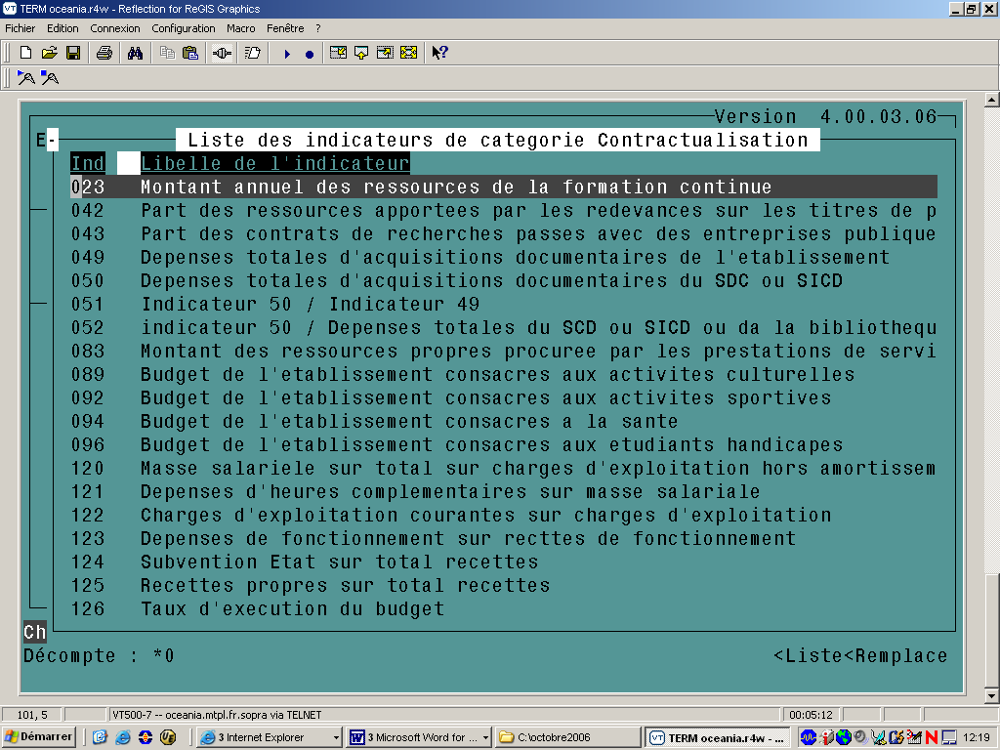 TERM oceania.r4w - Reflection for ReGIS Graphics
Fichier Edition Connexion Configuration Macro Fenêtre ?
Version 4.00.03.06
E- Liste des indicateurs de categorie Contractualisation
Ind Libelle de l'indicateur
023 Montant annuel des ressources de la formation continue
042 Part des ressources apportees par les redevances sur les titres de p
043 Part des contrats de recherches passes avec des entreprises publique
049 Depenses totales d'acquisitions documentaires de l'etablissement
050 Depenses totales d'acquisitions documentaires du SDC ou SICD
051 Indicateur 50 / Indicateur 49
052 indicateur 50 / Depenses totales du SCD ou SICD ou da la bibliothequ
083 Montant des ressources propres procuree par les prestations de servi
089 Budget de l'etablissement consacres aux activites culturelles
092 Budget de l'etablissement consacres aux activites sportives
094 Budget de l'etablissement consacres a la sante
096 Budget de l'etablissement consacres aux etudiants handicapes
120 Masse salariele sur total sur charges d'exploitation hors amortissem
121 Depenses d'heures complementaires sur masse salariale
122 Charges d'exploitation courantes sur charges d'exploitation
123 Depenses de fonctionnement sur recttes de fonctionnement
124 Subvention Etat sur total recettes
125 Recettes propres sur total recettes
126 Taux d'execution du budget
Ch
Décompte : *0 <Liste<Remplace
101, 5 VT500-7 -- oceania.mtpl.fr.sopra via TELNET 00:05:12
Démarrer 3 Internet Explorer 3 Microsoft Word for ... C:\octobre2006 TERM oceania.r4w - ... 12:19